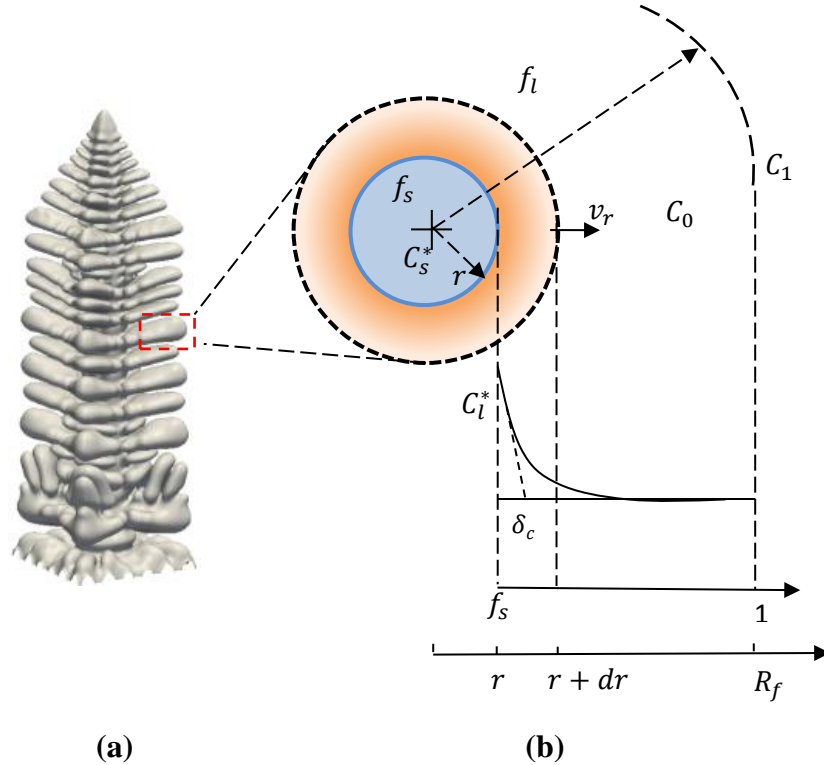 f_l
C_1
f_s
v_r
C_0
C_s^*
r
C_l^*
δ_c
f_s
1
r
r + dr
R_f
(a)
(b)